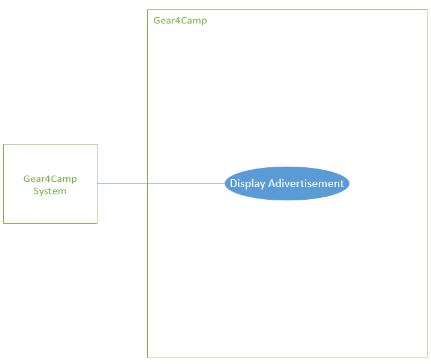 Gear4Camp
Gear4Camp
System
Display Adivertisement